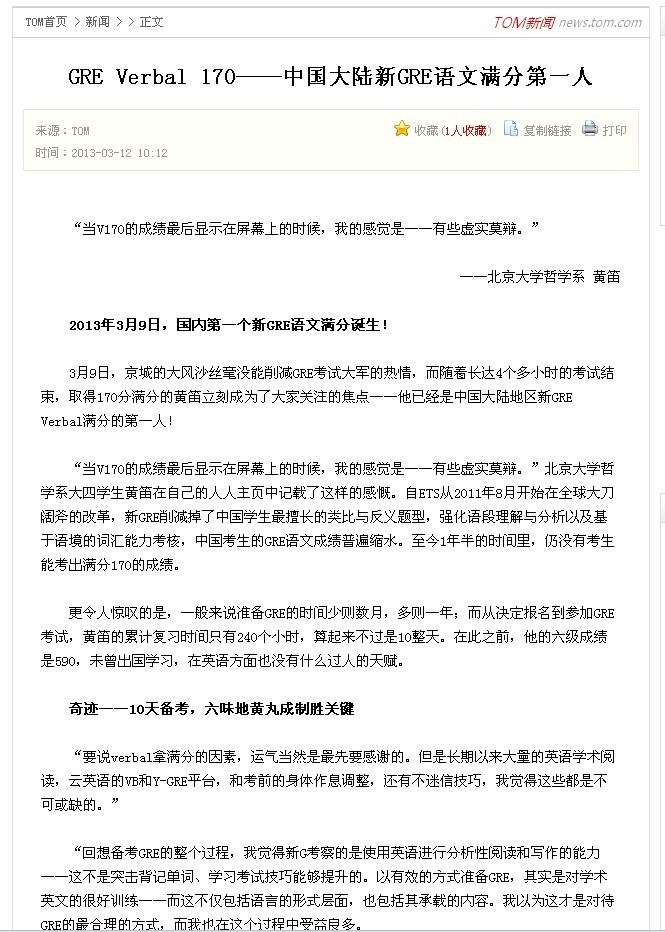 TOM首页 > 新闻 > > 正文
TOM新闻 news.tom.com
GRE Verbal 170——中国大陆新GRE语文满分第一人
来源：TOM
收藏(1人收藏) 复制链接 打印
时间：2013-03-12 10:12
“当V170的成绩最后显示在屏幕上的时候，我的感觉是——有些虚实莫辩。”
——北京大学哲学系 黄笛
2013年3月9日，国内第一个新GRE语文满分诞生！
3月9日，京城的大风沙丝毫没能削减GRE考试大军的热情，而随着长达4个多小时的考试结
束，取得170分满分的黄笛立刻成为了大家关注的焦点——他已经是中国大陆地区新GRE
Verbal满分的第一人！
“当V170的成绩最后显示在屏幕上的时候，我的感觉是——有些虚实莫辩。”北京大学哲
学系大四学生黄笛在自己的人人主页中记载了这样的感慨。自ETS从2011年8月开始在全球大刀
阔斧的改革，新GRE削减掉了中国学生最擅长的类比与反义题型，强化语段理解与分析以及基
于语境的词汇能力考核，中国考生的GRE语文成绩普遍缩水。至今1年半的时间里，仍没有考生
能考出满分170的成绩。
更令人惊叹的是，一般来说准备GRE的时间少则数月，多则一年；而从决定报名到参加GRE
考试，黄笛的累计复习时间只有240个小时，算起来不过是10整天。在此之前，他的六级成绩
是590，未曾出国学习，在英语方面也没有什么过人的天赋。
奇迹——10天备考，六味地黄丸成制胜关键
“要说verbal拿满分的因素，运气当然是最先要感谢的。但是长期以来大量的英语学术阅
读，云英语的VB和Y-GRE平台，和考前的身体作息调整，还有不迷信技巧，我觉得这些都是不
可或缺的。”
“回想备考GRE的整个过程，我觉得新G考察的是使用英语进行分析性阅读和写作的能力
——这不是突击背记单词、学习考试技巧能够提升的。以有效的方式准备GRE，其实是对学术
英文的很好训练——而这不仅包括语言的形式层面，也包括其承载的内容。我以为这才是对待
GRE的最合理的方式，而我也在这个过程中受益良多。